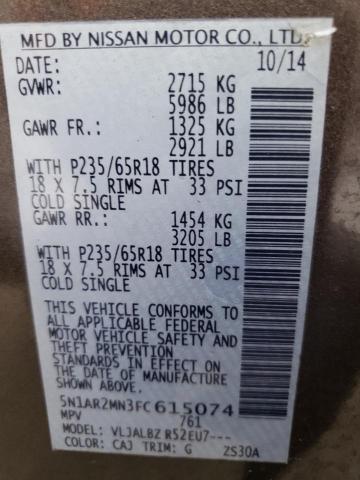 MFD BY NISSAN MOTOR CO., LTD.
DATE: 10/14
GVWR: 2715 KG
5986 LB
GAWR FR.: 1325 KG
2921 LB
WITH P235/65R18 TIRES
18 X 7.5 RIMS AT 33 PSI
COLD SINGLE
GAWR RR.: 1454 KG
3205 LB
WITH P235/65R18 TIRES
18 X 7.5 RIMS AT 33 PSI
COLD SINGLE
THIS VEHICLE CONFORMS TO
ALL APPLICABLE FEDERAL
MOTOR VEHICLE SAFETY, BUMPER,
AND THEFT PREVENTION
STANDARDS IN EFFECT ON THE
DATE OF MANUFACTURE SHOWN
ABOVE.
5N1AR2MN3FC615074
MPV 761
MODEL: VLJALBZ R52EU7---
COLOR: CAJ TRIM: G ZS30A